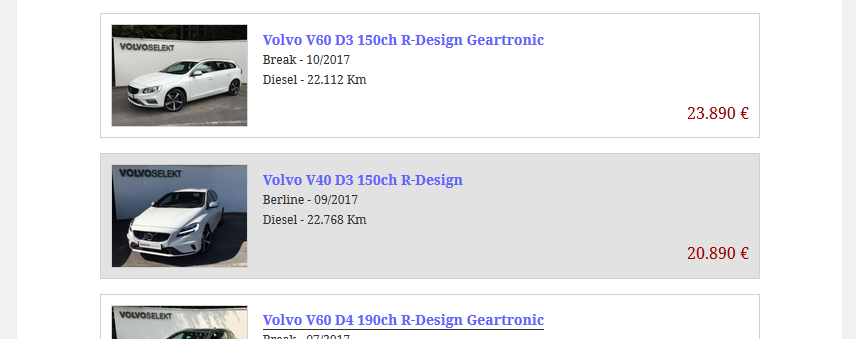 VOLVOSELEKT
Volvo V60 D3 150ch R-Design Geartronic
Break - 10/2017
Diesel - 22.112 Km
23.890 €
VOLVOSELEKT
Volvo V40 D3 150ch R-Design
Berline - 09/2017
Diesel - 22.768 Km
20.890 €
VOLVOSELEKT
Volvo V60 D4 190ch R-Design Geartronic
Break - 07/2017